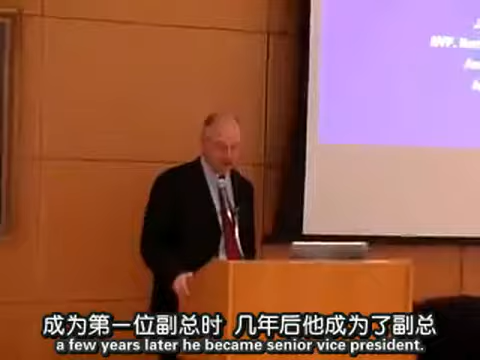 成为第一位副总时 几年后他成为了副总
a few years later he became senior vice president.